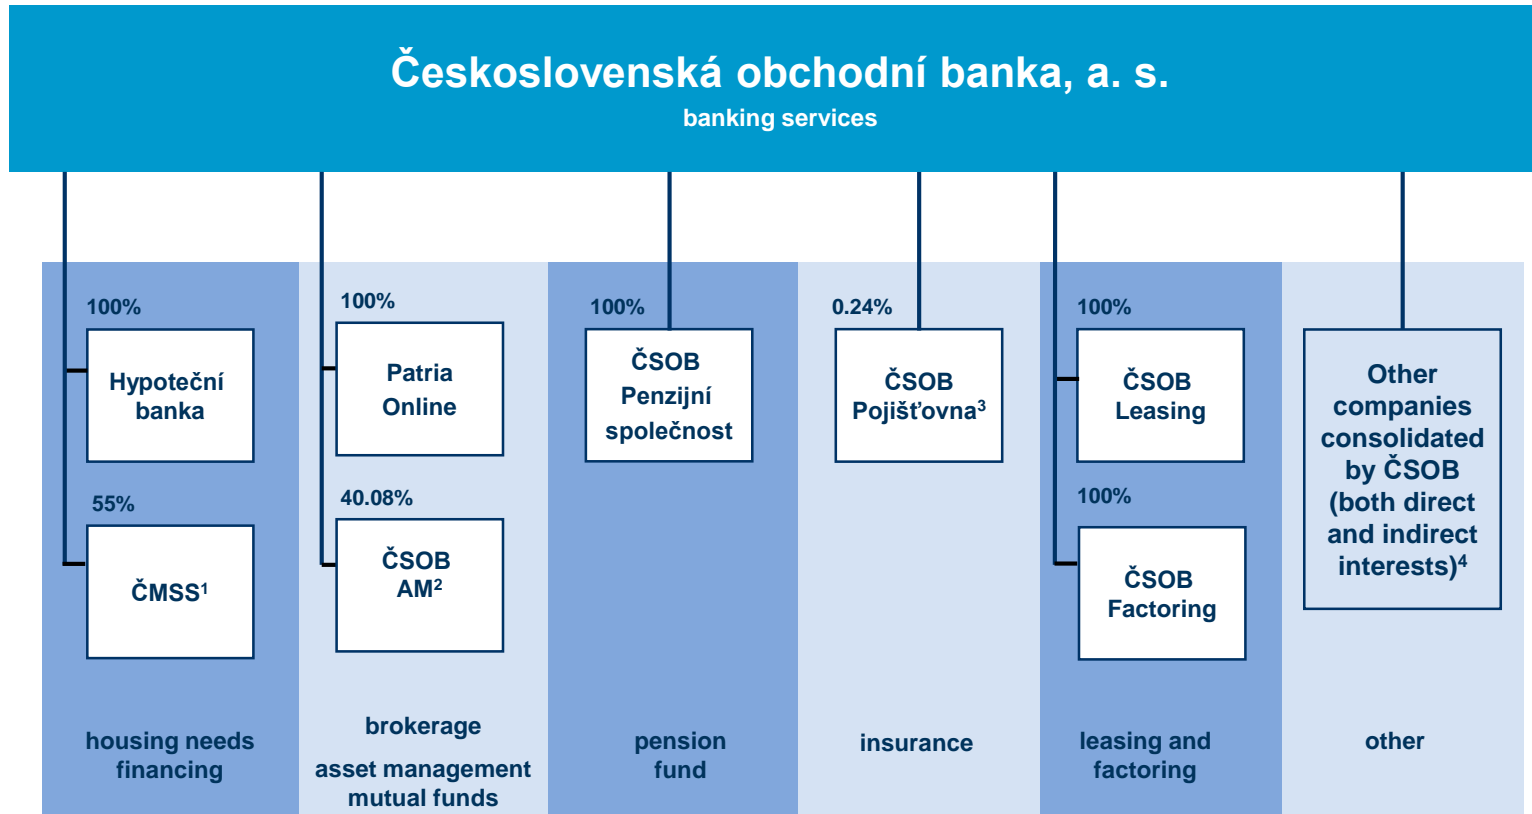 Československá obchodní banka, a. s.
banking services
100%
Hypoteční
banka
55%
ČMSS¹
housing needs
financing
100%
Patria
Online
40.08%
ČSOB
AM²
brokerage
asset management
mutual funds
100%
ČSOB
Penzijní
společnost
pension
fund
0.24%
ČSOB
Pojišťovna³
insurance
100%
ČSOB
Leasing
100%
ČSOB
Factoring
leasing and
factoring
Other
companies
consolidated
by ČSOB
(both direct
and indirect
interests)⁴
other